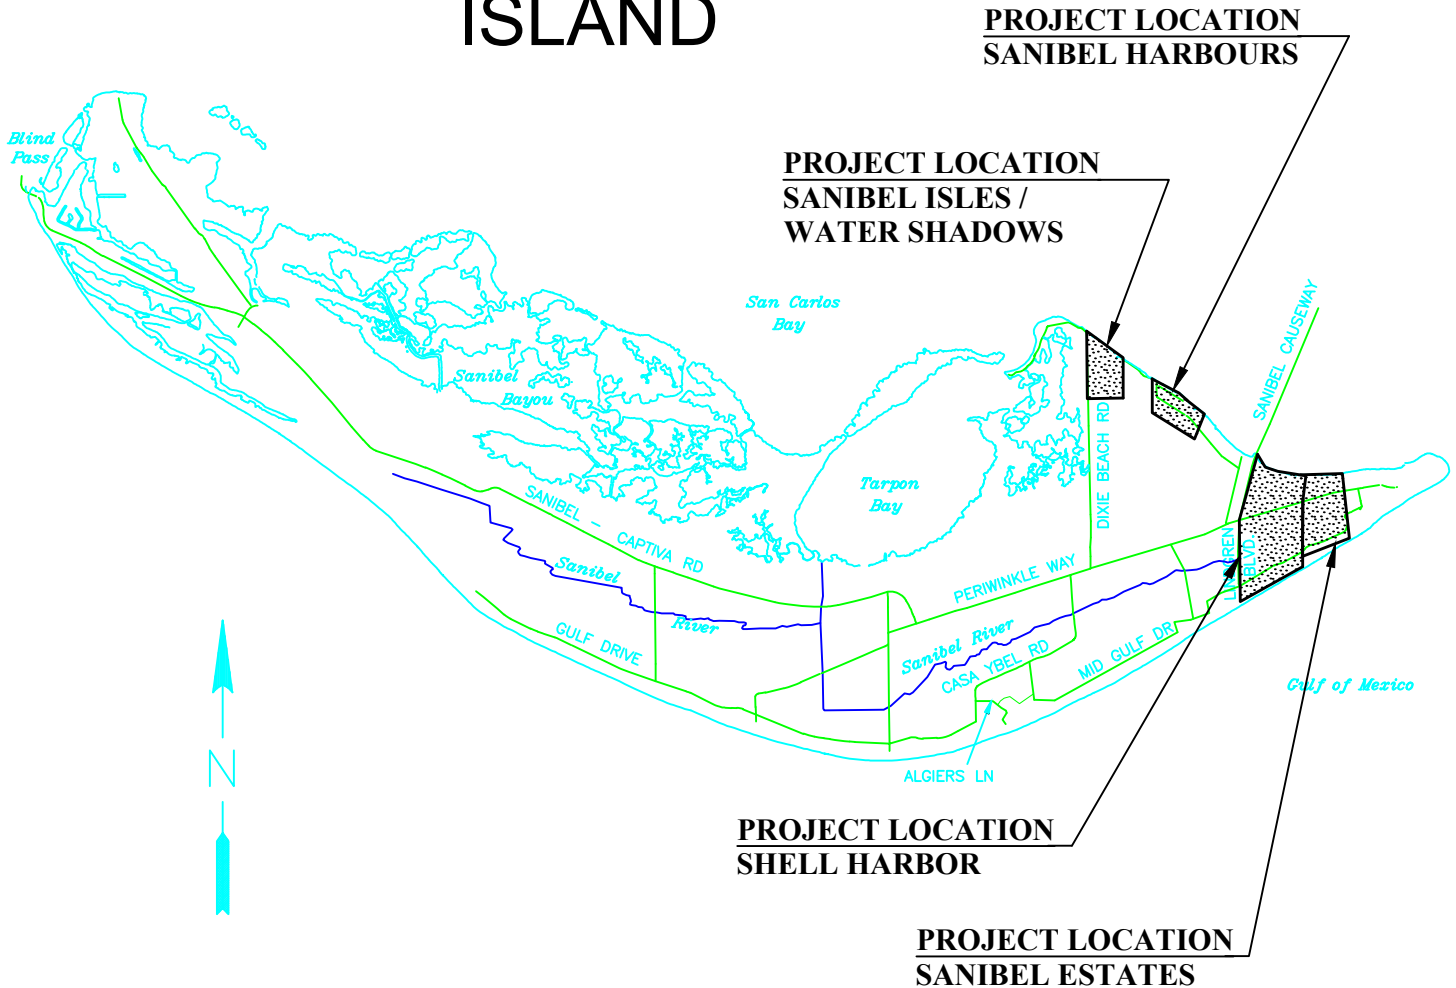 ISLAND
PROJECT LOCATION
SANIBEL HARBOURS
PROJECT LOCATION
SANIBEL ISLES /
WATER SHADOWS
Blind
Pass
San Carlos
Bay
SANIBEL CAUSEWAY
Sanibel
Bayou
DIXIE BEACH RD
Tarpon
Bay
SANIBEL - CAPTIVA RD
LINDGREN
BLVD.
Sanibel
River
PERIWINKLE WAY
GULF DRIVE
Sanibel River
CASA YBEL RD
MID GULF DR
Gulf of Mexico
N
ALGIERS LN
PROJECT LOCATION
SHELL HARBOR
PROJECT LOCATION
SANIBEL ESTATES